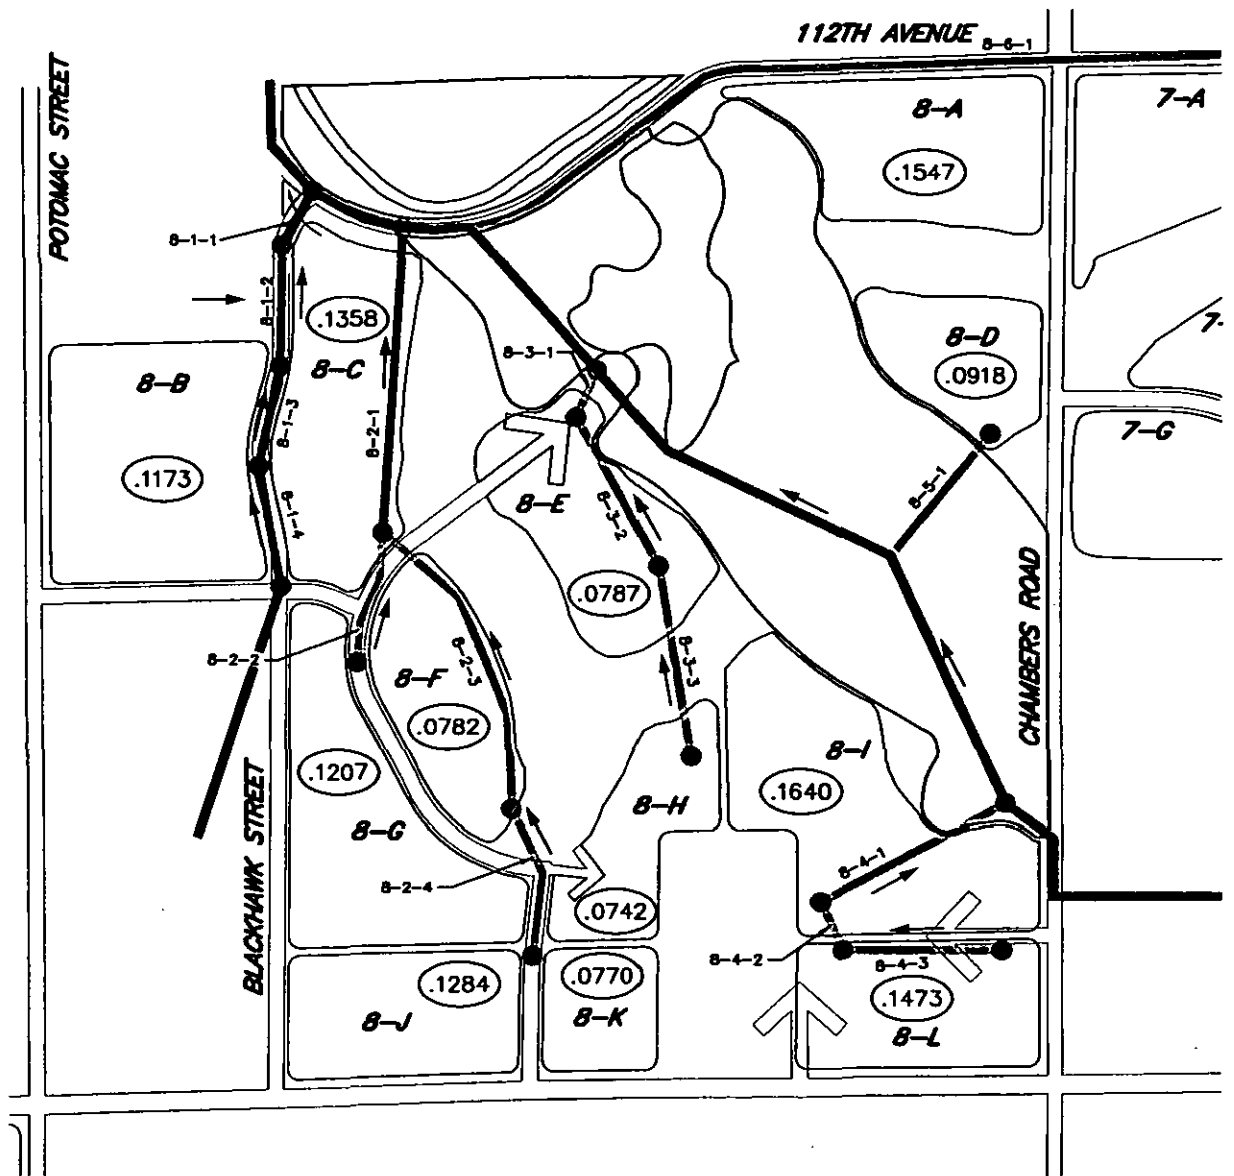 112TH AVENUE
8-6-1
POTOMAC STREET
8-A
7-A
.1547
8-1-1
8-1-2
.1358
8-D
7-
8-3-1
8-C
.0918
8-B
8-1-3
8-2-1
7-G
.1173
8-5-1
8-1-4
8-E
8-3-2
.0787
CHAMBERS ROAD
8-2-2
8-2-3
8-3-3
8-F
.0782
8-I
.1207
.1640
8-H
8-G
BLACKHAWK STREET
8-4-1
8-2-4
.0742
8-4-2
8-4-3
.1284
.0770
.1473
8-J
8-K
8-L